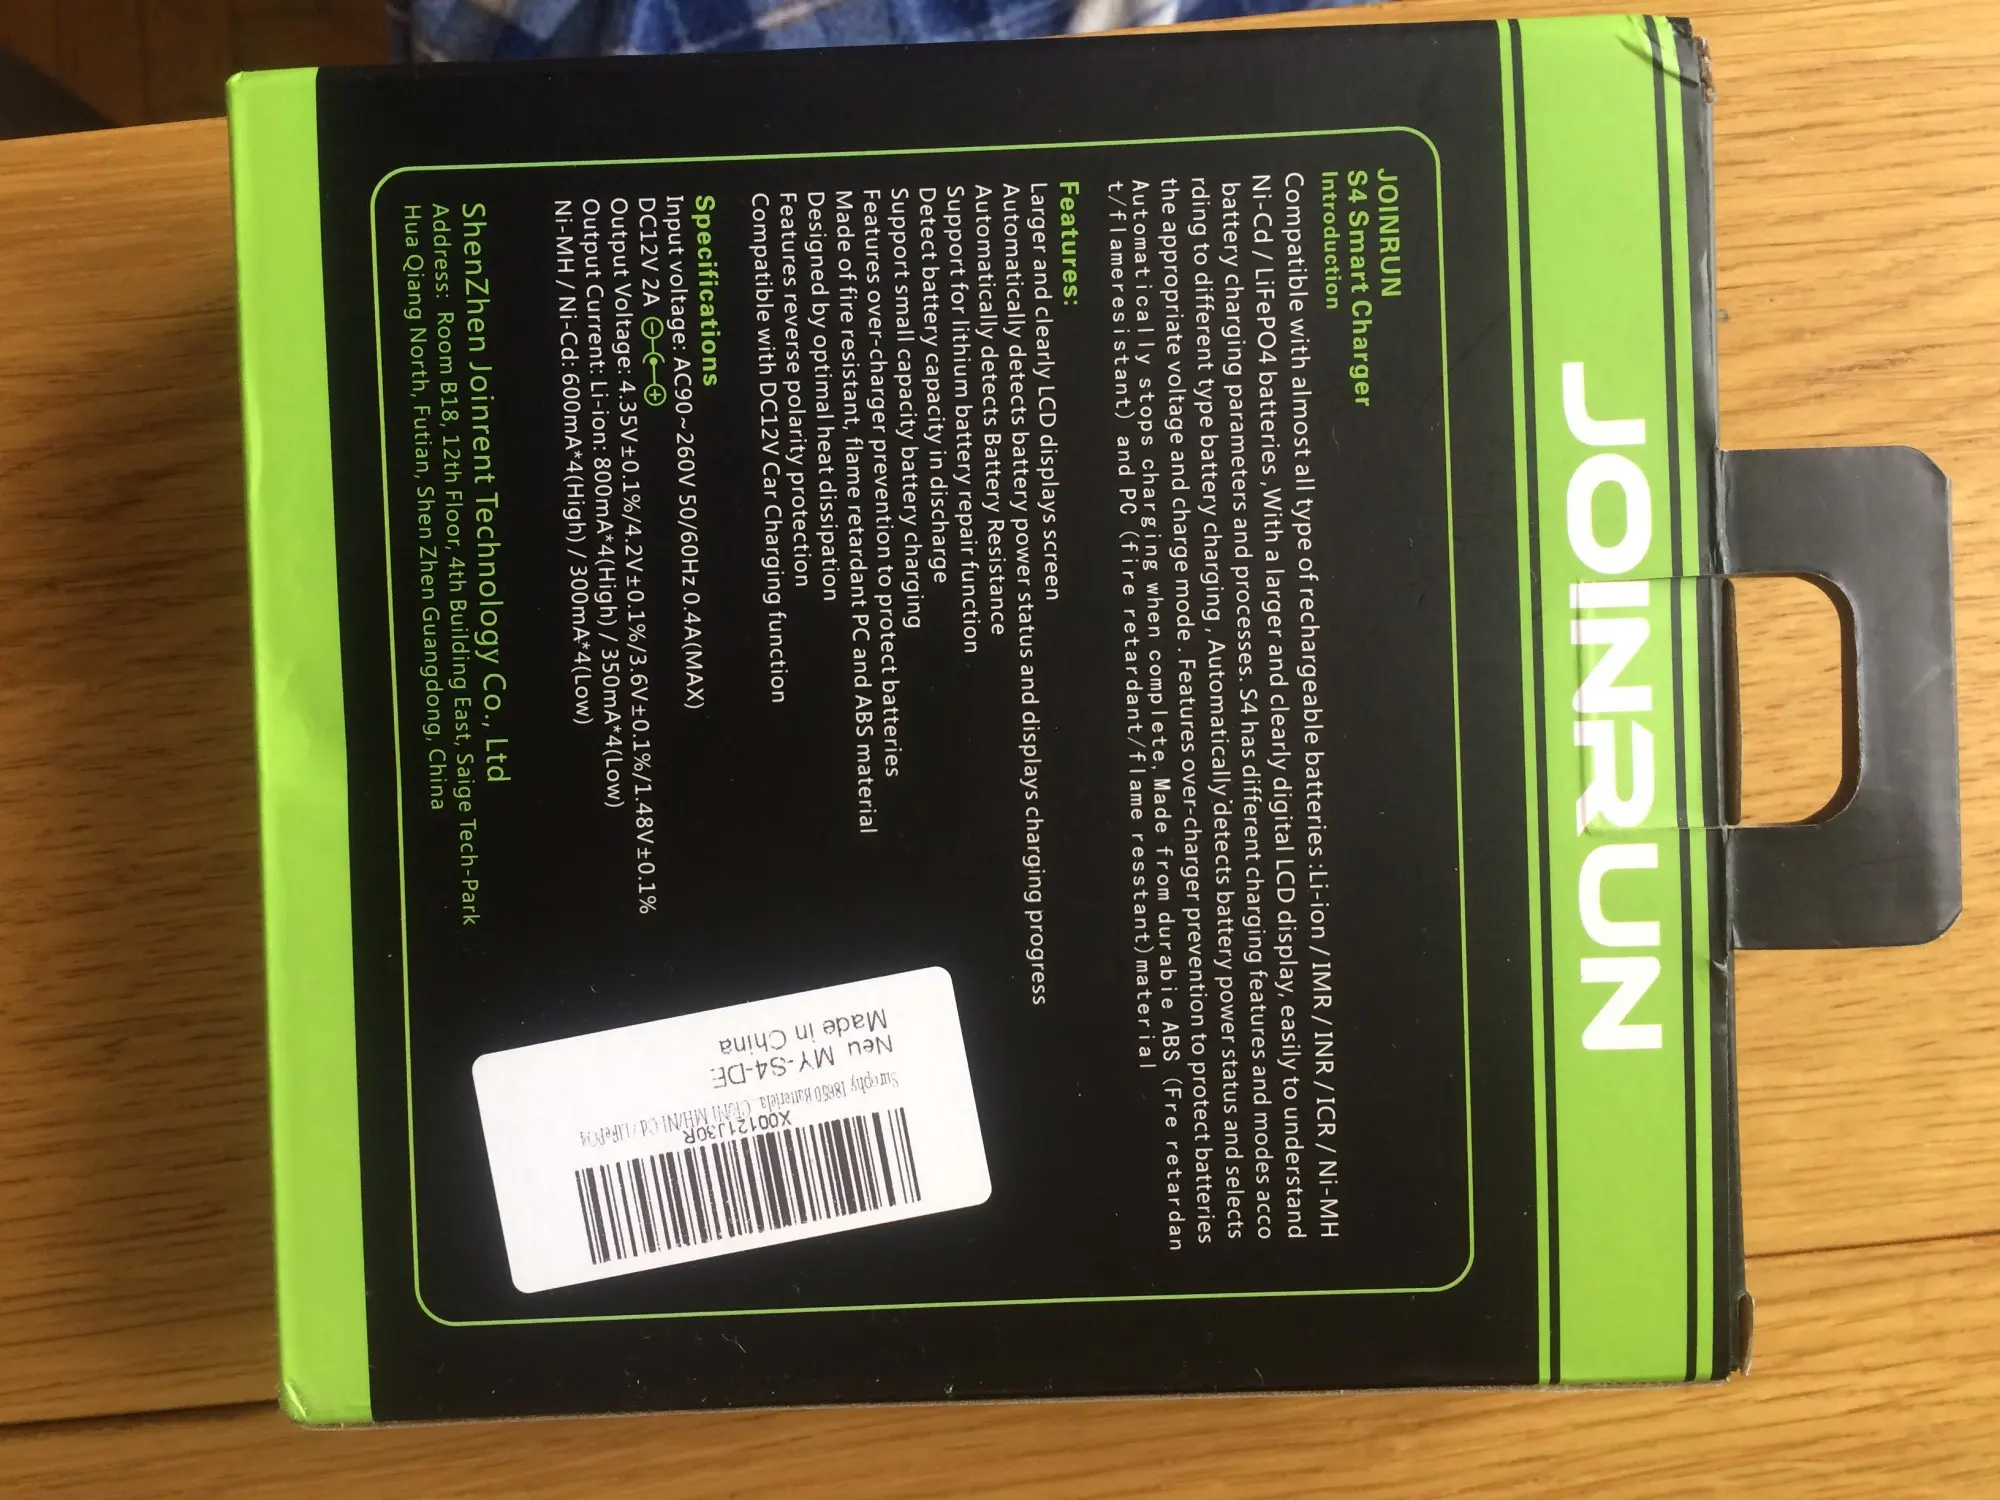 JOINRUN
JOINRUN
S4 Smart Charger
Introduction
Compatible with almost all type of rechargeable batteries :Li-ion / IMR / INR / ICR / Ni-MH
Ni-Cd / LiFePO4 batteries ,With a larger and clearly digital LCD display, easily to understand
battery charging parameters and processes. S4 has different charging features and modes acco
rding to different type battery charging , Automatically detects battery power status and selects
the appropriate voltage and charge mode . Features over-charger prevention to protect batteries
Automatically stops charging when complete, Made from durable ABS (Fre retardan
t/flameresistant) and PC (fire retardant/flame resstant)material
Features:
Larger and clearly LCD displays screen
Automatically detects battery power status and displays charging progress
Automatically detects Battery Resistance
Support for lithium battery repair function
Detect battery capacity in discharge
Support small capacity battery charging
Features over-charger prevention to protect batteries
Made of fire resistant, flame retardant PC and ABS material
Designed by optimal heat dissipation
Features reverse polarity protection
Compatible with DC12V Car Charging function
Specifications
Input voltage: AC90~260V 50/60Hz 0.4A(MAX)
DC12V 2A
Output Voltage: 4.35V±0.1%/4.2V±0.1%/3.6V±0.1%/1.48V±0.1%
Output Current: Li-ion: 800mA*4(High) / 350mA*4(Low)
Ni-MH / Ni-Cd: 600mA*4(High) / 300mA*4(Low)
ShenZhen Joinrent Technology Co., Ltd
Address: Room B18, 12th Floor, 4th Building East, Saige Tech-Park
Hua Qiang North, Futian, Shen Zhen Guangdong, China
X00121J30R
Surophy 18650 MH/NI Cd / LiFePO4
Neu MY-S4-DE
Made in China